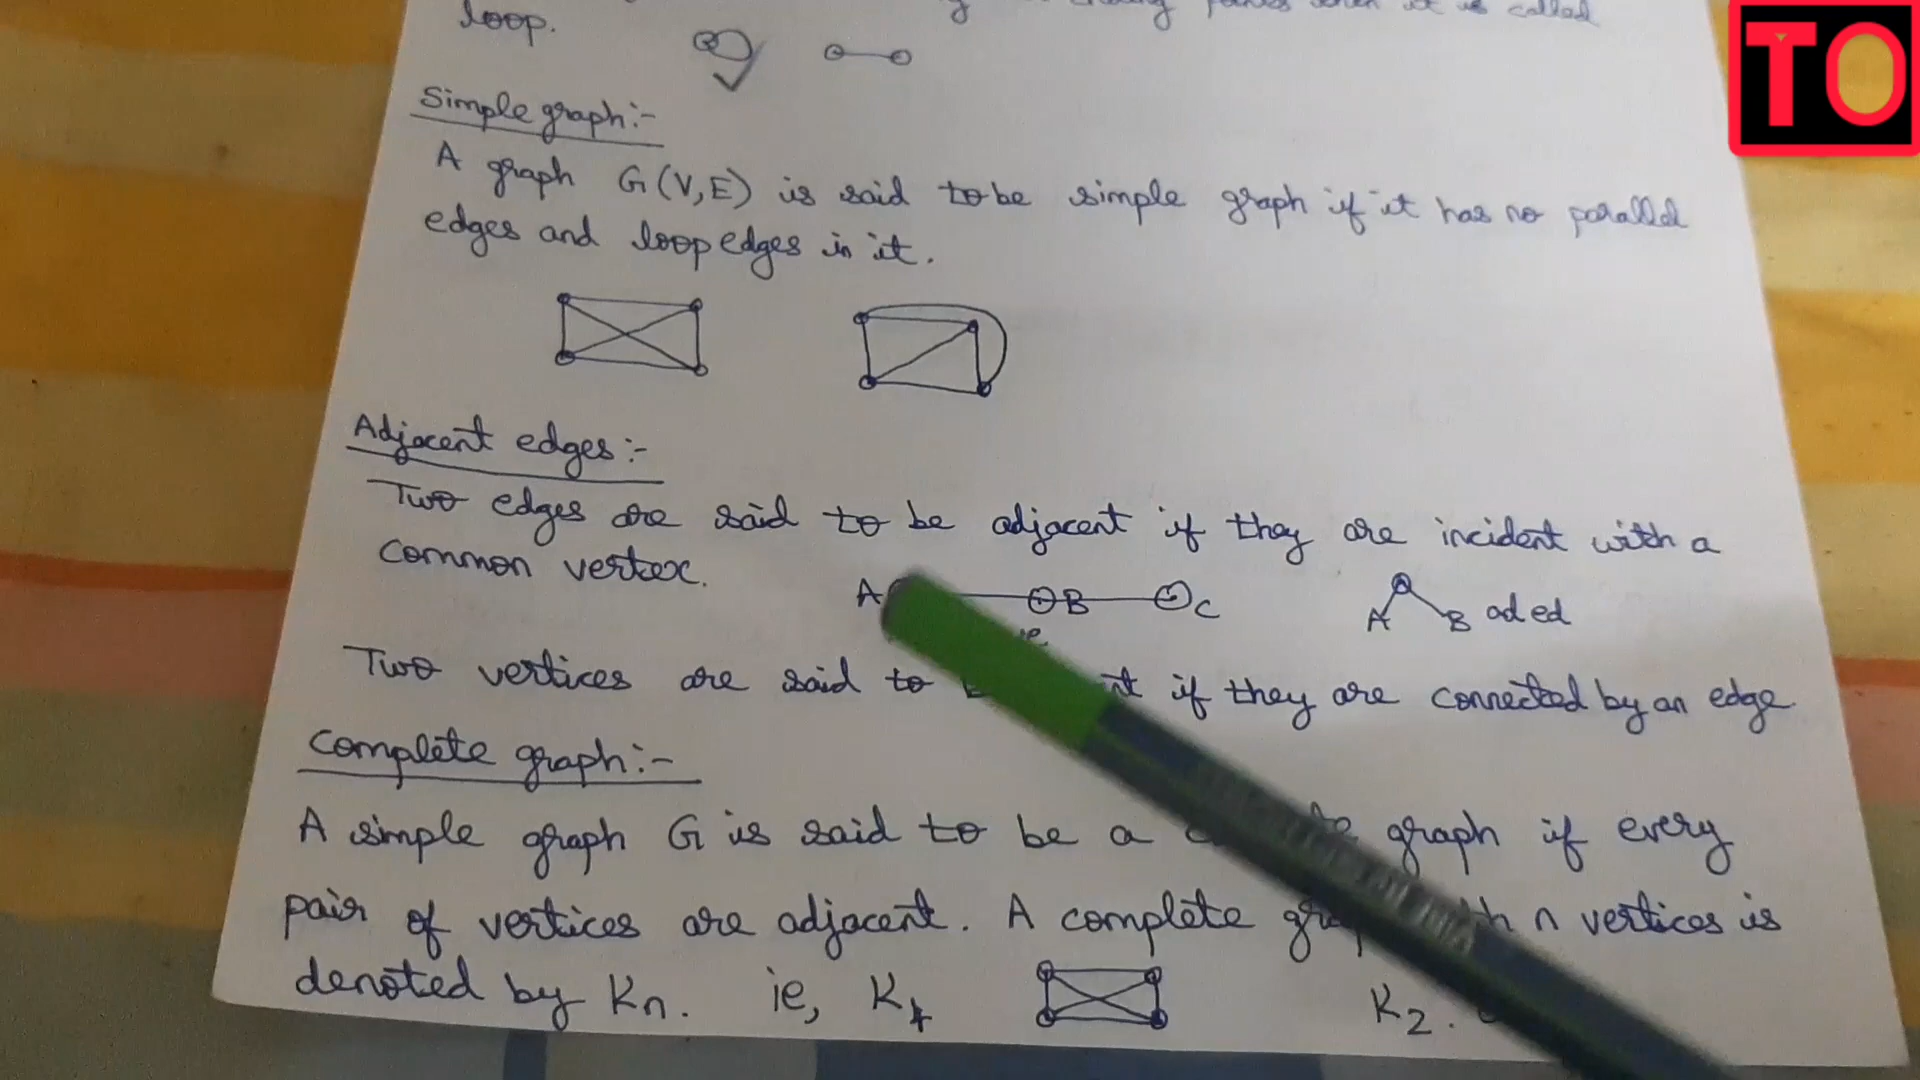 is called
loop.
TO
Simple graph:-
A graph G(V,E) is said to be simple graph if it has no parallel
edges and loop edges in it.
Adjacent edges:-
Two edges are said to be adjacent if they are incident with a
common vertex.
A B C A B ad ed
Two vertices are said to if they are connected by an edge
Complete graph:-
A simple graph G is said to be a graph if every
pair of vertices are adjacent. A complete n vertices is
denoted by Kn. ie, K4 K2.